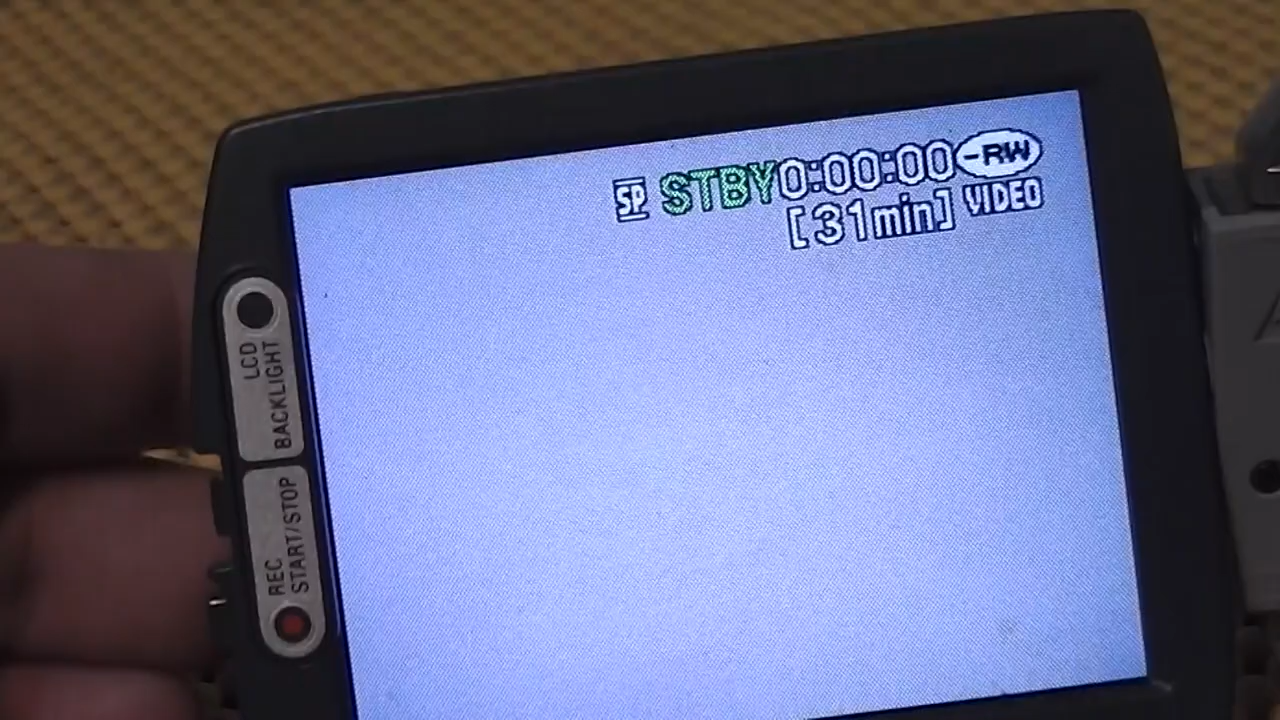 SP STBY 0:00:00 -RW
[31min] VIDEO
LCD
BACKLIGHT
REC
START/STOP